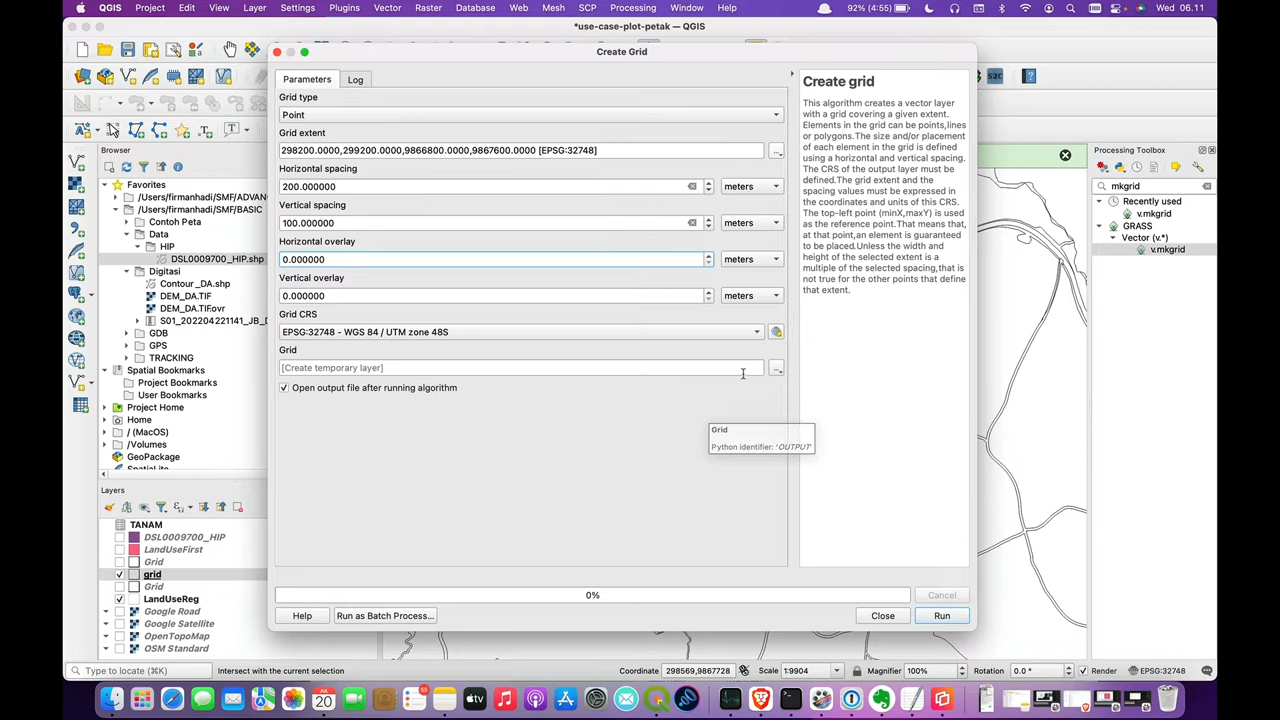 Project Edit View Layer Settings Plugins Vector Raster Database Web Mesh SCP Processing Window 92% (4:55) Wed 06.11
*use-case-plot-petak — QGIS
Create Grid
Parameters Log
Grid type
Point
Grid extent
298200.0000,299200.0000,9866800.0000,9867600.0000 [EPSG:32748]
Horizontal spacing
200.000000 meters
Vertical spacing
100.000000 meters
Horizontal overlay
0.000000 meters
Vertical overlay
0.000000 meters
Grid CRS
EPSG:32748 - WGS 84 / UTM zone 48S
Grid
[Create temporary layer]
Open output file after running algorithm
Grid
Python identifier: 'OUTPUT'
0%
Cancel
Help Run as Batch Process... Close Run
Create grid
This algorithm creates a vector layer
with a grid covering a given extent.
Elements in the grid can be points,lines
or polygons.The size and/or placement
of each element in the grid is defined
using a horizontal and vertical spacing.
The CRS of the output layer must be
defined.The grid extent and the
spacing values must be expressed in
the coordinates and units of this CRS.
The top-left point (minX,maxY) is used
as the reference point.That means that,
at that point,an element is guaranteed
to be placed.Unless the width and
height of the selected extent is a
multiple of the selected spacing,that is
not true for the other points that define
that extent.
Browser
Favorites
/Users/firmanhadi/SMF/ADVAN
/Users/firmanhadi/SMF/BASIC
Contoh Peta
Data
HIP
DSL0009700_HIP.shp
Digitasi
Contour_DA.shp
DEM_DA.TIF
DEM_DA.TIF.ovr
S01_202204221141_JB_D
GDB
GPS
TRACKING
Spatial Bookmarks
Project Bookmarks
User Bookmarks
Project Home
Home
/ (MacOS)
/Volumes
GeoPackage
SpatiaLite
Layers
TANAM
DSL0009700_HIP
LandUseFirst
Grid
grid
Grid
LandUseReg
Google Road
Google Satellite
OpenTopoMap
OSM Standard
Processing Toolbox
mkgrid
Recently used
v.mkgrid
GRASS
Vector (v.*)
v.mkgrid
S2C
Type to locate (⌘K) Intersect with the current selection Coordinate 298569,9867728 Scale 1:9901 Magnifier 100% Rotation 0.0 ° Render EPSG:32748